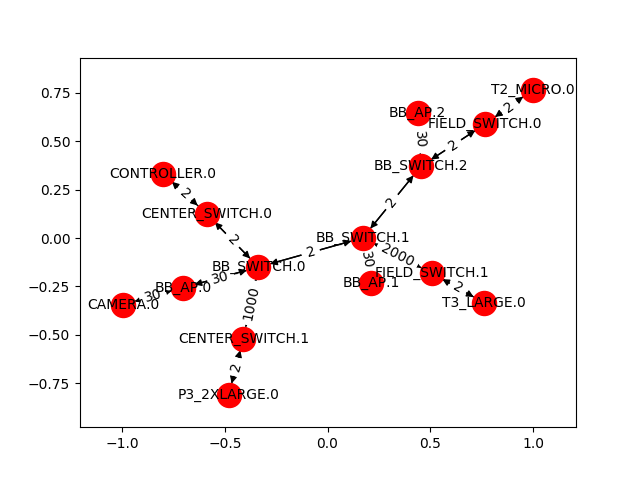 T2_MICRO.0
0.75
2
BB_AP.2
FIELD_SWITCH.0
0.50
30
2
BB_SWITCH.2
CONTROLLER.0
0.25
2
2
CENTER_SWITCH.0
2
0.00
BB_SWITCH.1
2
2000
30
BB_SWITCH.0
FIELD_SWITCH.1
−0.25
30
BB_AP.0
BB_AP.1
2
30
CAMERA.0
T3_LARGE.0
1000
−0.50
CENTER_SWITCH.1
2
−0.75
P3_2XLARGE.0
−1.0
−0.5
0.0
0.5
1.0